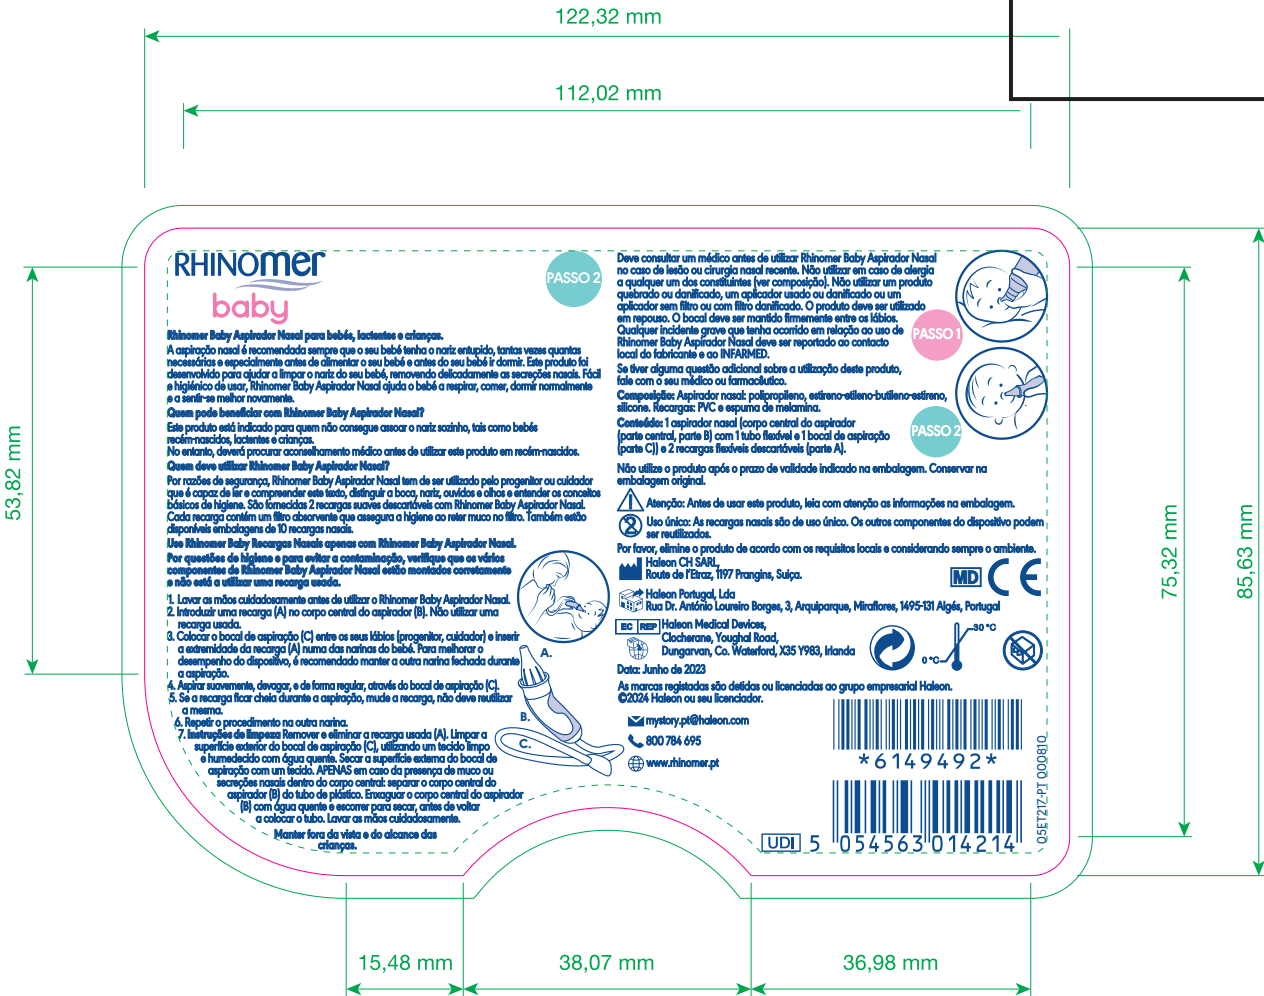 122,32 mm
112,02 mm
53,82 mm
75,32 mm
85,63 mm
RHINOmer
baby
PASSO 2
Rhinomer Baby Aspirador Nasal para bebés, lactentes e crianças.
A aspiração nasal é recomendada sempre que o seu bebé tenha o nariz entupido, tantas vezes quantas
necessárias e especialmente antes de alimentar o seu bebé e antes do seu bebé ir dormir. Este produto foi
desenvolvido para ajudar a limpar o nariz do seu bebé, removendo delicadamente as secreções nasais. Fácil
e higiénico de usar, Rhinomer Baby Aspirador Nasal ajuda o bebé a respirar, comer, dormir normalmente
e a sentir-se melhor novamente.
Quem pode beneficiar com Rhinomer Baby Aspirador Nasal?
Este produto está indicado para quem não consegue assoar o nariz sozinho, tais como bebés
recém-nascidos, lactentes e crianças.
No entanto, deverá procurar aconselhamento médico antes de utilizar este produto em recém-nascidos.
Quem deve utilizar Rhinomer Baby Aspirador Nasal?
Por razões de segurança, Rhinomer Baby Aspirador Nasal tem de ser utilizado pelo progenitor ou cuidador
que é capaz de ler e compreender este texto, distinguir a boca, nariz, ouvidos e olhos e entender os conceitos
básicos de higiene. São fornecidas 2 recargas suaves descartáveis com Rhinomer Baby Aspirador Nasal.
Cada recarga contém um filtro absorvente que assegura a higiene ao reter muco no filtro. Também estão
disponíveis embalagens de 10 recargas nasais.
Use Rhinomer Baby Recargas Nasais apenas com Rhinomer Baby Aspirador Nasal.
Por questões de higiene e para evitar a contaminação, verifique que os vários
componentes de Rhinomer Baby Aspirador Nasal estão montados corretamente
e não está a utilizar uma recarga usada.
1. Lavar as mãos cuidadosamente antes de utilizar o Rhinomer Baby Aspirador Nasal.
2. Introduzir uma recarga (A) no corpo central do aspirador (B). Não utilizar uma
recarga usada.
3. Colocar o bocal de aspiração (C) entre os seus lábios (progenitor, cuidador) e inserir
a extremidade da recarga (A) numa das narinas do bebé. Para melhorar o
desempenho do dispositivo, é recomendado manter a outra narina fechada durante
a aspiração.
4. Aspirar suavemente, devagar, e de forma regular, através do bocal de aspiração (C).
5. Se a recarga ficar cheia durante a aspiração, mude a recarga, não deve reutilizar
a mesma.
6. Repetir o procedimento na outra narina.
7. Instruções de limpeza: Remover e eliminar a recarga usada (A). Limpar a
superfície exterior do bocal de aspiração (C), utilizando um tecido limpo
e humedecido com água quente. Secar a superfície externa do bocal de
aspiração com um tecido. APENAS em caso da presença de muco ou
secreções nasais dentro do corpo central: separar o corpo central do
aspirador (B) do tubo de plástico. Enxaguar o corpo central do aspirador
(B) com água quente e escorrer para secar, antes de voltar
a colocar o tubo. Lavar as mãos cuidadosamente.
Manter fora da vista e do alcance das
crianças.
A.
B.
C.
Deve consultar um médico antes de utilizar Rhinomer Baby Aspirador Nasal
no caso de lesão ou cirurgia nasal recente. Não utilizar em caso de alergia
a qualquer um dos constituintes (ver composição). Não utilizar um produto
quebrado ou danificado, um aplicador usado ou danificado ou um
aplicador sem filtro ou com filtro danificado. O produto deve ser utilizado
em repouso. O bocal deve ser mantido firmemente entre os lábios.
Qualquer incidente grave que tenha ocorrido em relação ao uso de
Rhinomer Baby Aspirador Nasal deve ser reportado ao contacto
local do fabricante e ao INFARMED.
PASSO 1
Se tiver alguma questão adicional sobre a utilização deste produto,
fale com o seu médico ou farmacêutico.
Composição: Aspirador nasal: polipropileno, estireno-etileno-butileno-estireno,
silicone. Recargas: PVC e espuma de melamina.
Conteúdo: 1 aspirador nasal (corpo central do aspirador
(parte central, parte B) com 1 tubo flexível e 1 bocal de aspiração
(parte C)) e 2 recargas flexíveis descartáveis (parte A).
PASSO 2
Não utilize o produto após o prazo de validade indicado na embalagem. Conservar na
embalagem original.
Atenção: Antes de usar este produto, leia com atenção as informações na embalagem.
Uso único: As recargas nasais são de uso único. Os outros componentes do dispositivo podem
ser reutilizados.
Por favor, elimine o produto de acordo com os requisitos locais e considerando sempre o ambiente.
Haleon CH SARL,
Route de l'Etraz, 1197 Prangins, Suiça.
MD CE
Haleon Portugal, Lda
Rua Dr. António Loureiro Borges, 3, Arquiparque, Miraflores, 1495-131 Algés, Portugal
EC REP
Haleon Medical Devices,
Clocherane, Youghal Road,
Dungarvan, Co. Waterford, X35 Y983, Irlanda
30 °C
0 °C
Data: Junho de 2023
As marcas registadas são detidas ou licenciadas ao grupo empresarial Haleon.
©2024 Haleon ou seu licenciador.
mystory.pt@haleon.com
800 784 695
www.rhinomer.pt
*6149492*
UDI 5 054563 014214
05ET217-PT 000810
15,48 mm
38,07 mm
36,98 mm